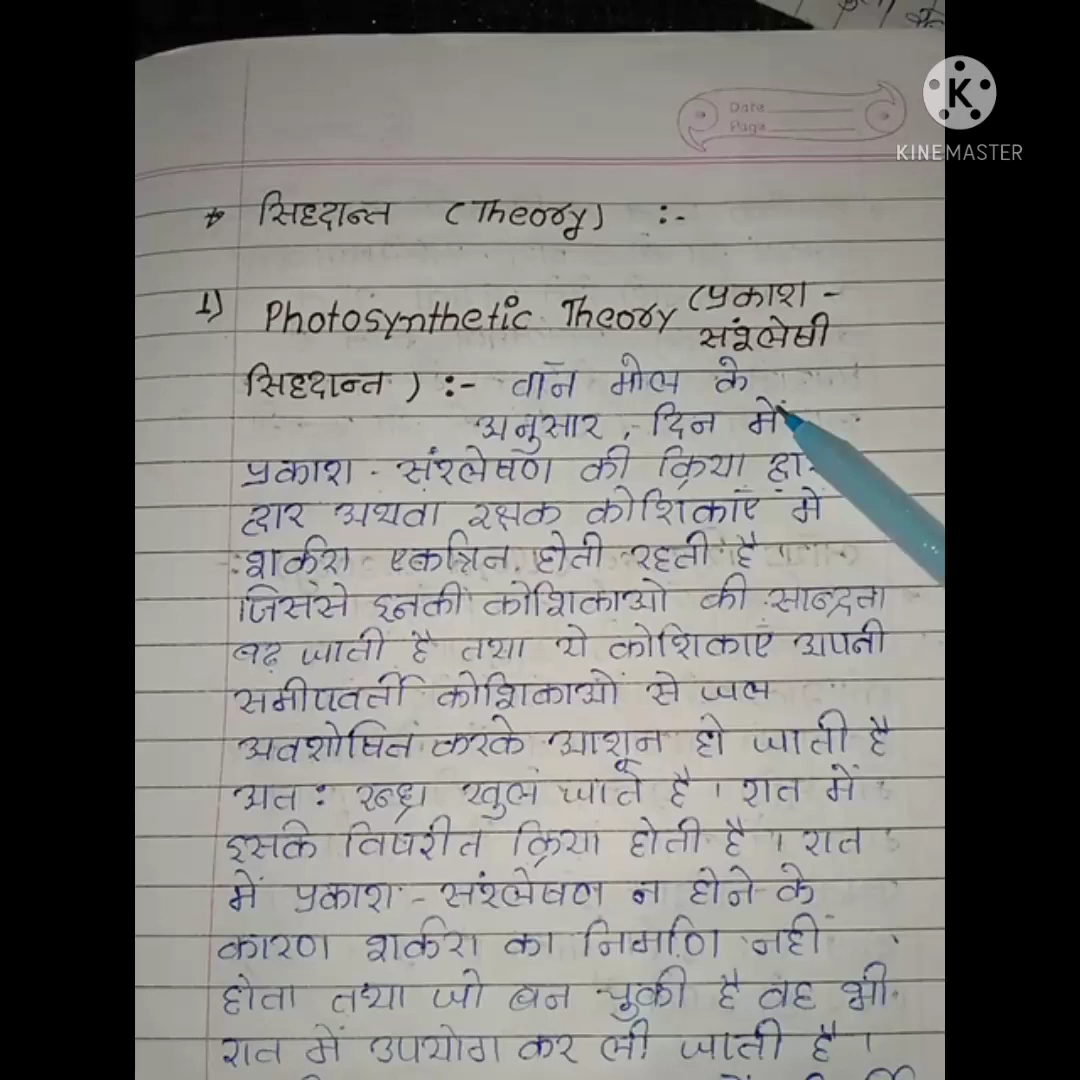 Date
Page
K
KINEMASTER
* सिद्धान्त (Theory) :-
1) Photosynthetic Theory (प्रकाश -
संश्लेषी
सिद्धान्त) :- वॉन मोल के
अनुसार, दिन में
प्रकाश - संश्लेषण की क्रिया द्वारा
द्वार अथवा रक्षक कोशिकाएँ में
शर्करा एकत्रित होती रहती है
जिससे इनकी कोशिकाओं की सान्द्रता
बढ़ जाती है तथा ये कोशिकाएँ अपनी
समीपवर्ती कोशिकाओं से जल
अवशोषित करके आशून हो जाती है
अत: रन्ध्र खुल जाते है । रात में
इसके विपरीत क्रिया होती है । रात
में प्रकाश - संश्लेषण न होने के
कारण शर्करा का निर्माण नहीं
होता तथा जो बन चुकी है वह भी
रात में उपयोग कर ली जाती है ।